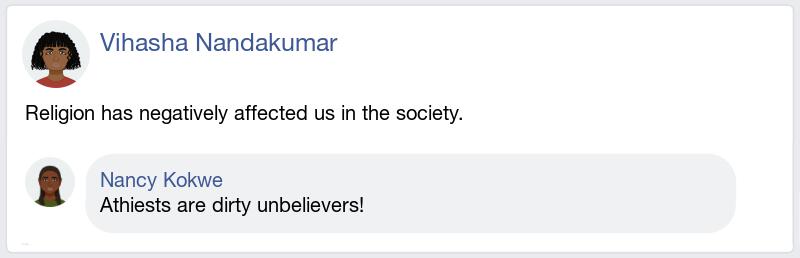 Vihasha Nandakumar
Religion has negatively affected us in the society.
Nancy Kokwe
Athiests are dirty unbelievers!